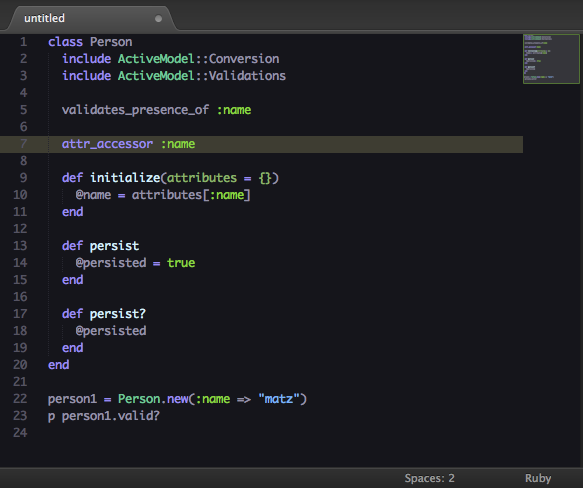 untitled
1 class Person
2   include ActiveModel::Conversion
3   include ActiveModel::Validations
4
5   validates_presence_of :name
6
7   attr_accessor :name
8
9   def initialize(attributes = {})
10     @name = attributes[:name]
11   end
12
13   def persist
14     @persisted = true
15   end
16
17   def persist?
18     @persisted
19   end
20 end
21
22 person1 = Person.new(:name => "matz")
23 p person1.valid?
24
Spaces: 2 Ruby